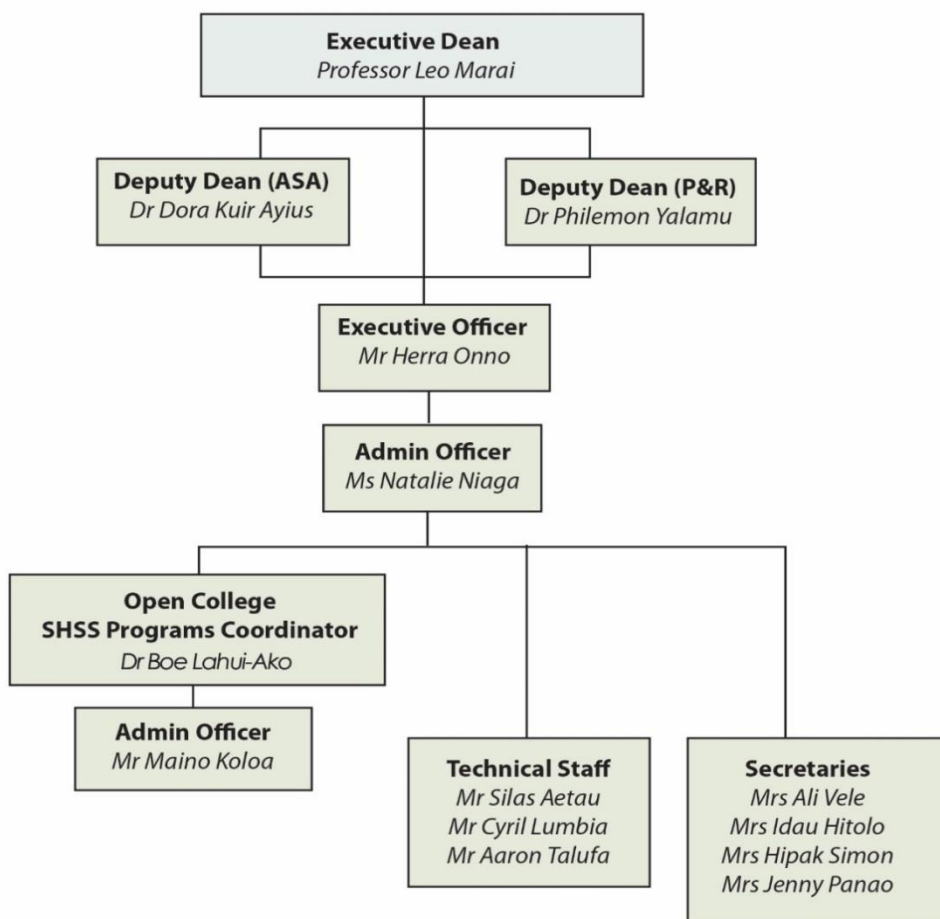 Executive Dean
Professor Leo Marai
Deputy Dean (ASA)
Dr Dora Kuir Ayius
Deputy Dean (P&R)
Dr Philemon Yalamu
Executive Officer
Mr Herra Onno
Admin Officer
Ms Natalie Niaga
Open College
SHSS Programs Coordinator
Dr Boe Lahui-Ako
Admin Officer
Mr Maino Koloa
Technical Staff
Mr Silas Aetau
Mr Cyril Lumbia
Mr Aaron Talufa
Secretaries
Mrs Ali Vele
Mrs Idau Hitolo
Mrs Hipak Simon
Mrs Jenny Panao